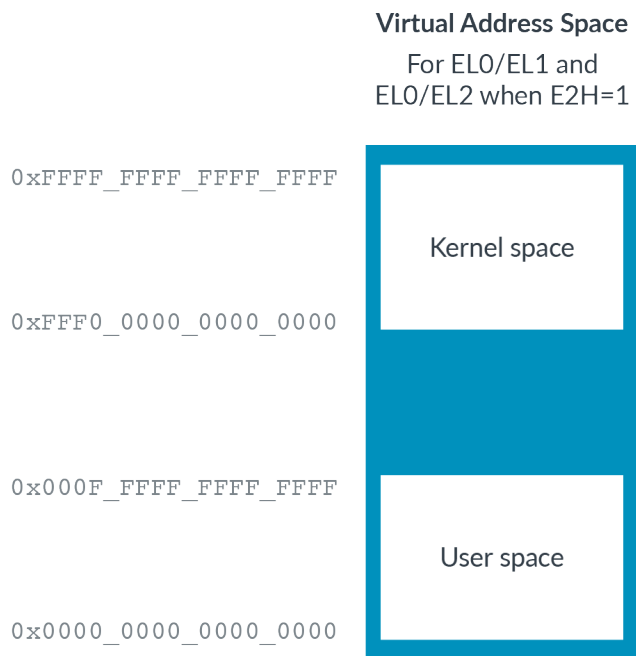 Virtual Address Space
For EL0/EL1 and
EL0/EL2 when E2H=1
0xFFFF_FFFF_FFFF_FFFF
Kernel space
0xFFF0_0000_0000_0000
0x000F_FFFF_FFFF_FFFF
User space
0x0000_0000_0000_0000